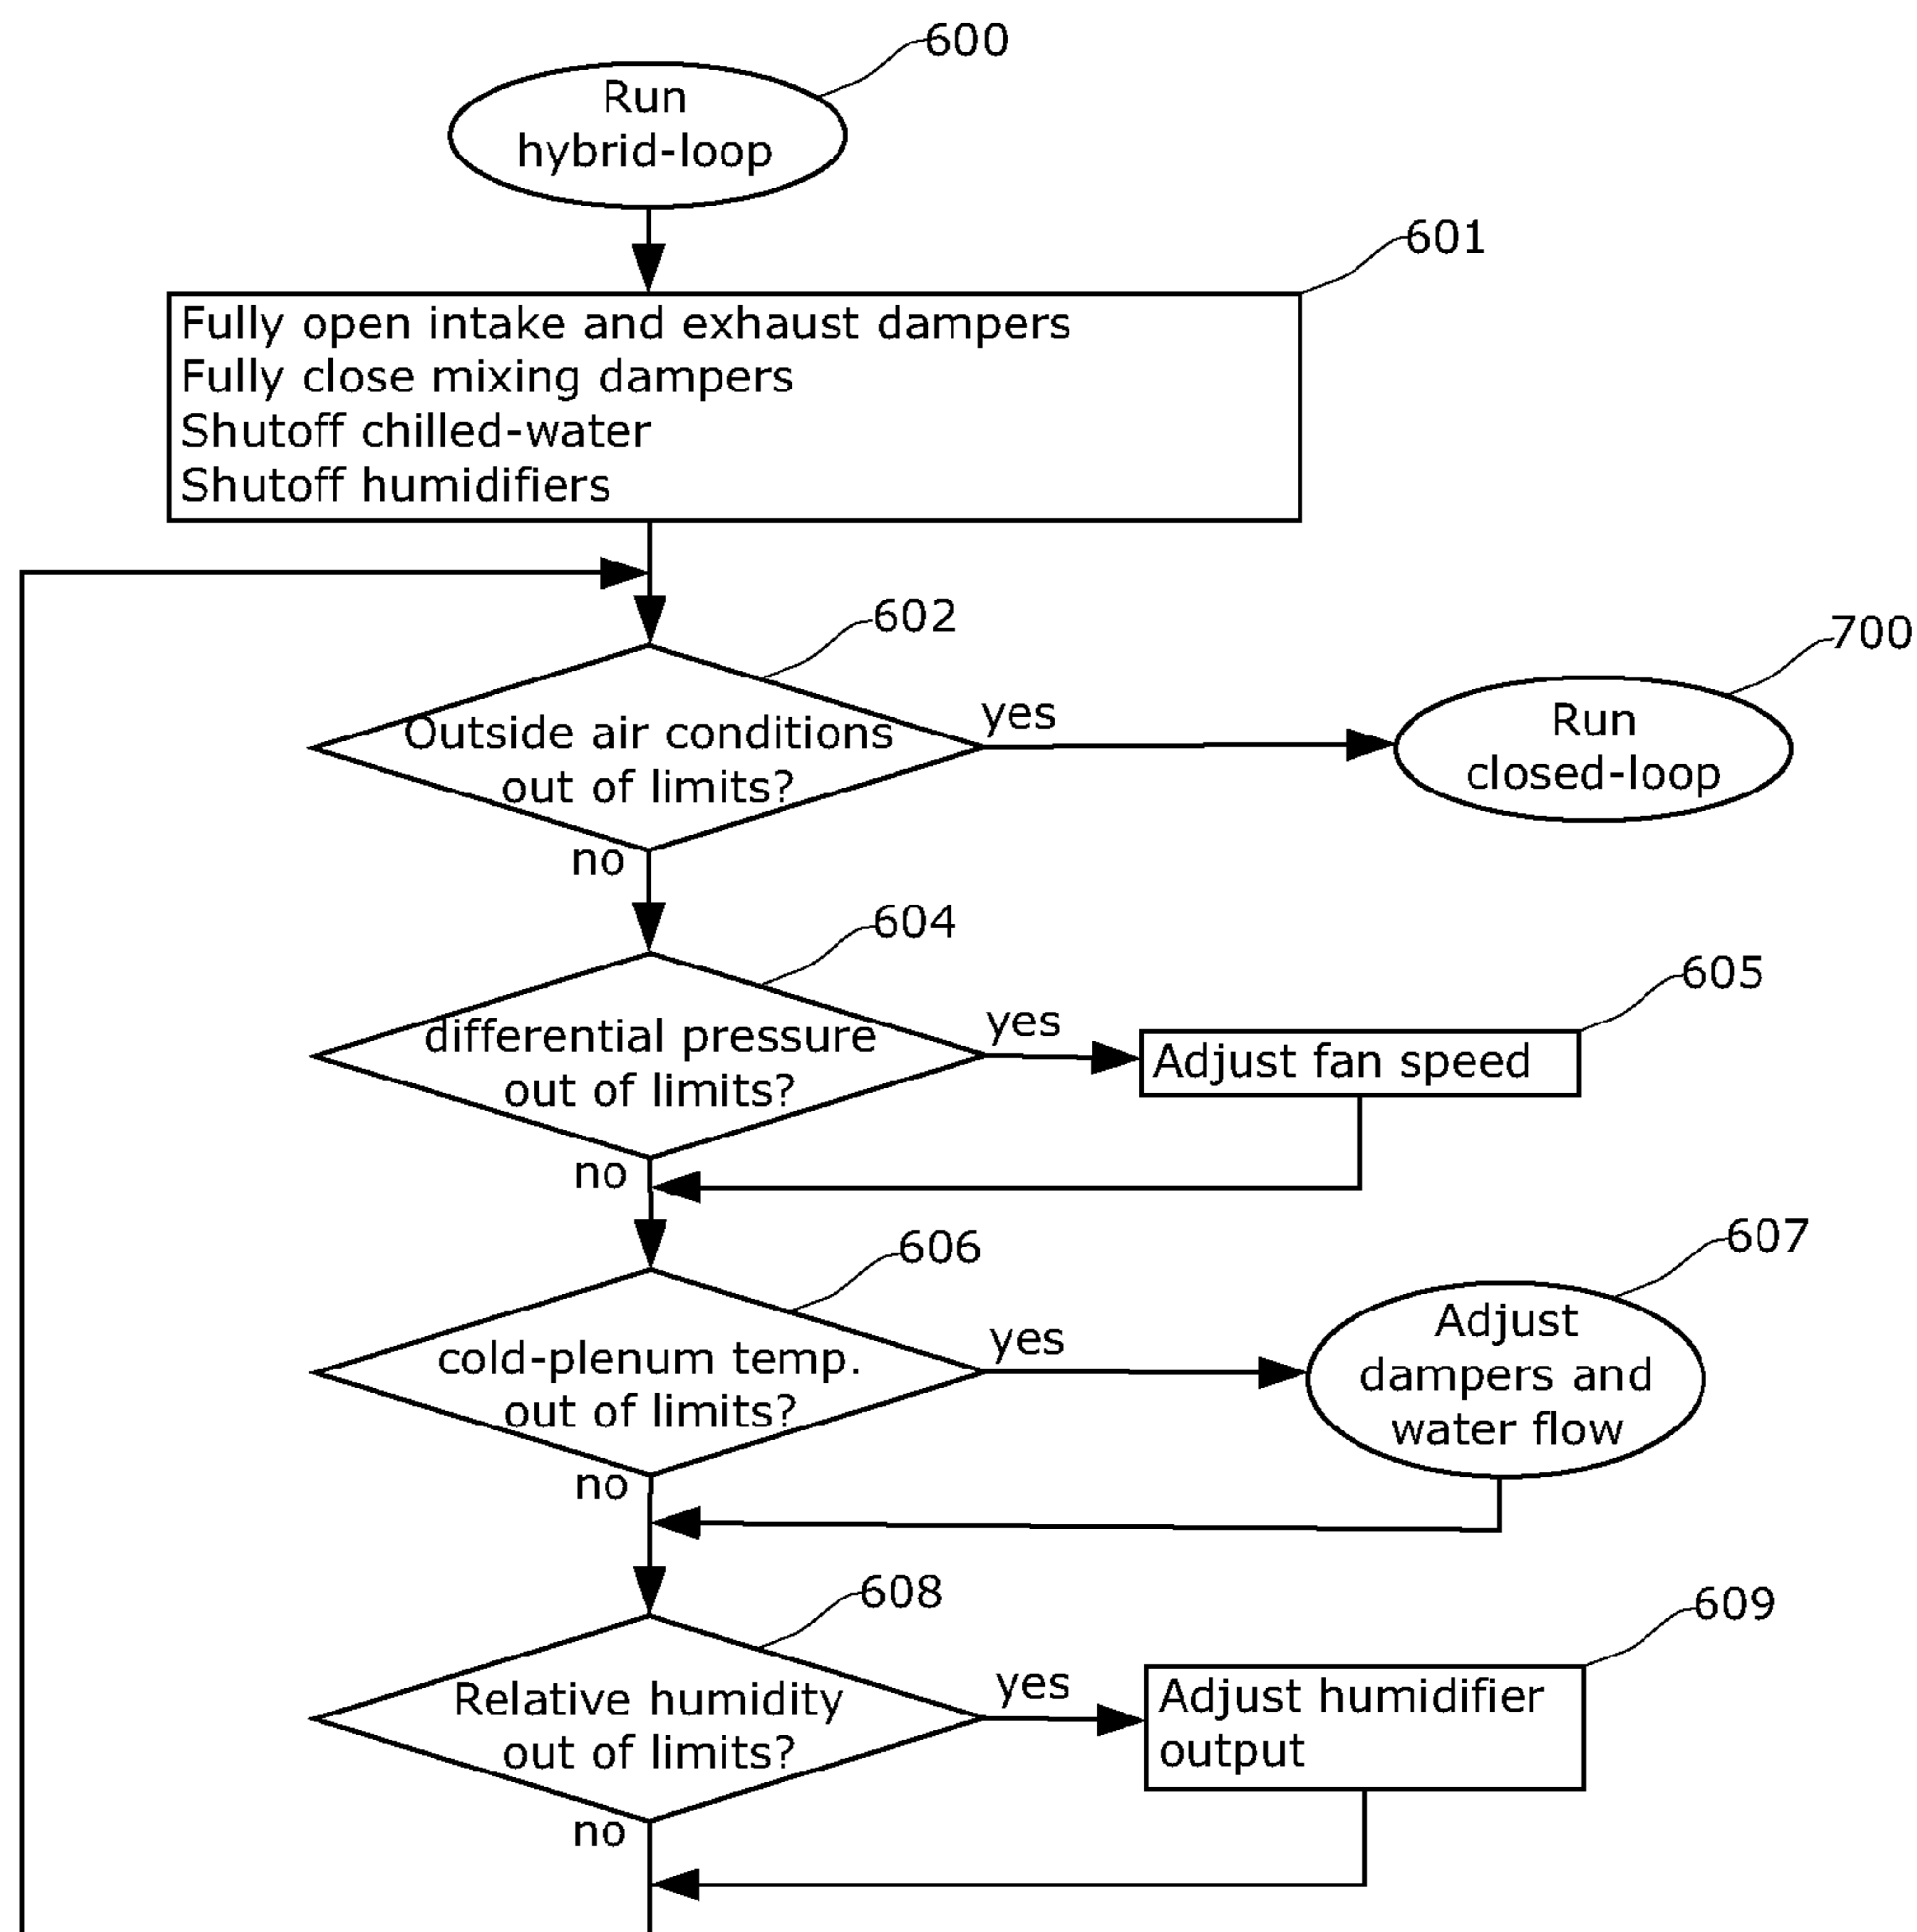 600
Run
hybrid-loop
601
Fully open intake and exhaust dampers
Fully close mixing dampers
Shutoff chilled-water
Shutoff humidifiers
602
700
Outside air conditions
out of limits?
yes
Run
closed-loop
no
604
605
differential pressure
out of limits?
yes
Adjust fan speed
no
606
607
cold-plenum temp.
out of limits?
yes
Adjust
dampers and
water flow
no
608
609
Relative humidity
out of limits?
yes
Adjust humidifier
output
no